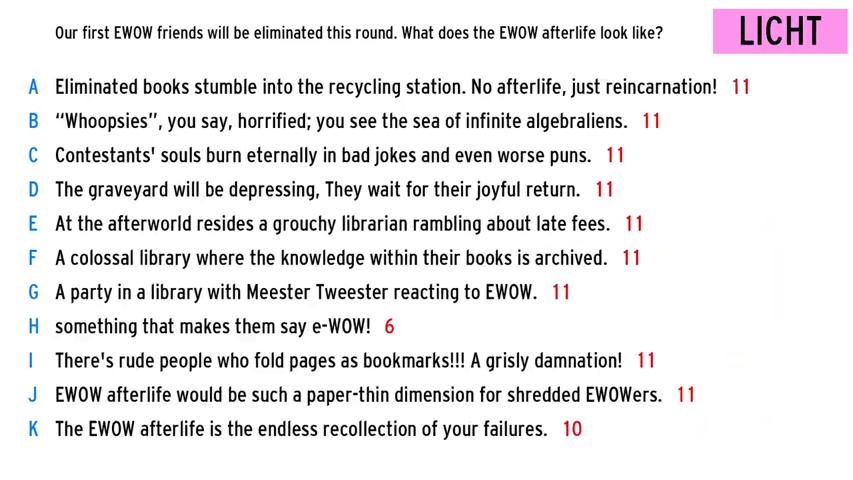 Our first EWOW friends will be eliminated this round. What does the EWOW afterlife look like?
LICHT
A Eliminated books stumble into the recycling station. No afterlife, just reincarnation! 11
B “Whoopsies”, you say, horrified; you see the sea of infinite algebraliens. 11
C Contestants' souls burn eternally in bad jokes and even worse puns. 11
D The graveyard will be depressing, They wait for their joyful return. 11
E At the afterworld resides a grouchy librarian rambling about late fees. 11
F A colossal library where the knowledge within their books is archived. 11
G A party in a library with Meester Tweester reacting to EWOW. 11
H something that makes them say e-WOW! 6
I There's rude people who fold pages as bookmarks!!! A grisly damnation! 11
J EWOW afterlife would be such a paper-thin dimension for shredded EWOWers. 11
K The EWOW afterlife is the endless recollection of your failures. 10